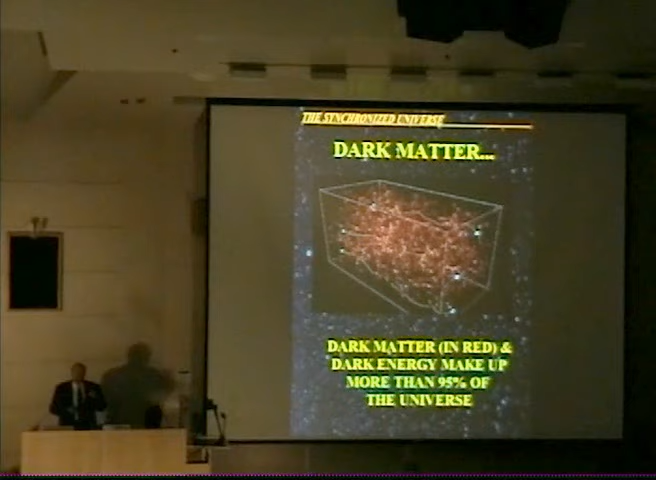 THE SYNCHRONIZED UNIVERSE
DARK MATTER...
DARK MATTER (IN RED) &
DARK ENERGY MAKE UP
MORE THAN 95% OF
THE UNIVERSE